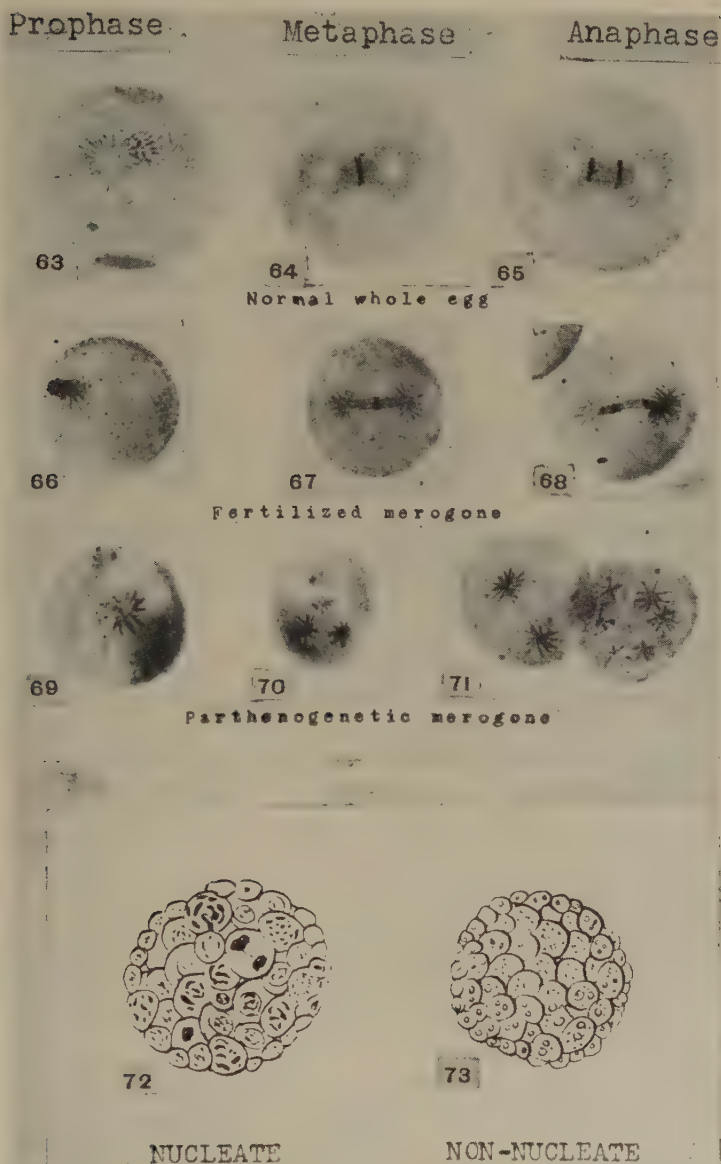 Prophase Metaphase Anaphase
63 64 65
Normal whole egg
66 67 68
Fertilized merogone
69 70 71
Parthenogenetic merogone
72 73
NUCLEATE NON-NUCLEATE